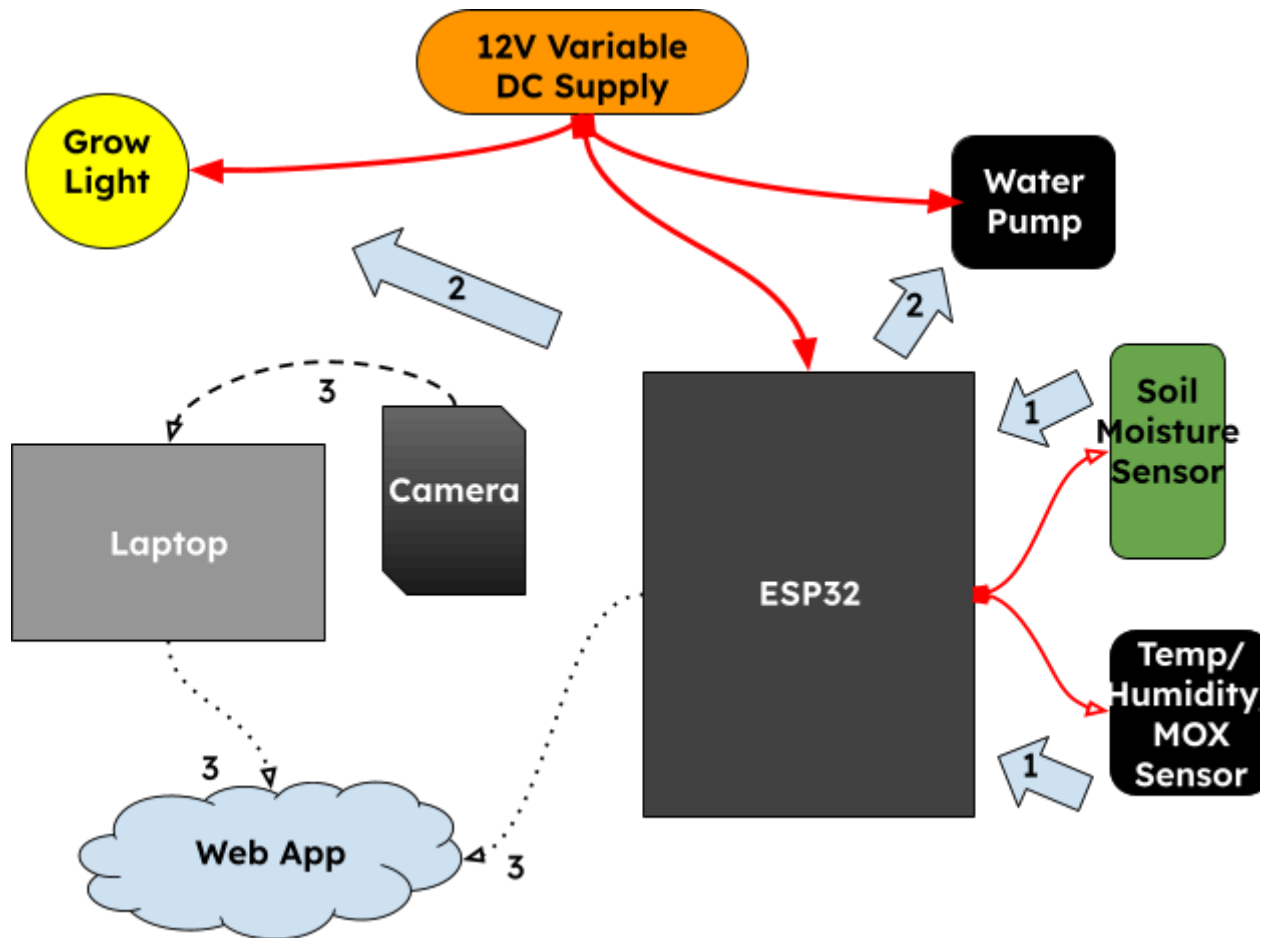 12V Variable
DC Supply
Grow
Light
Water
Pump
2
2
3
1
Soil
Moisture
Sensor
Camera
Laptop
ESP32
Temp/
Humidity/
MOX
Sensor
1
3
Web App
3